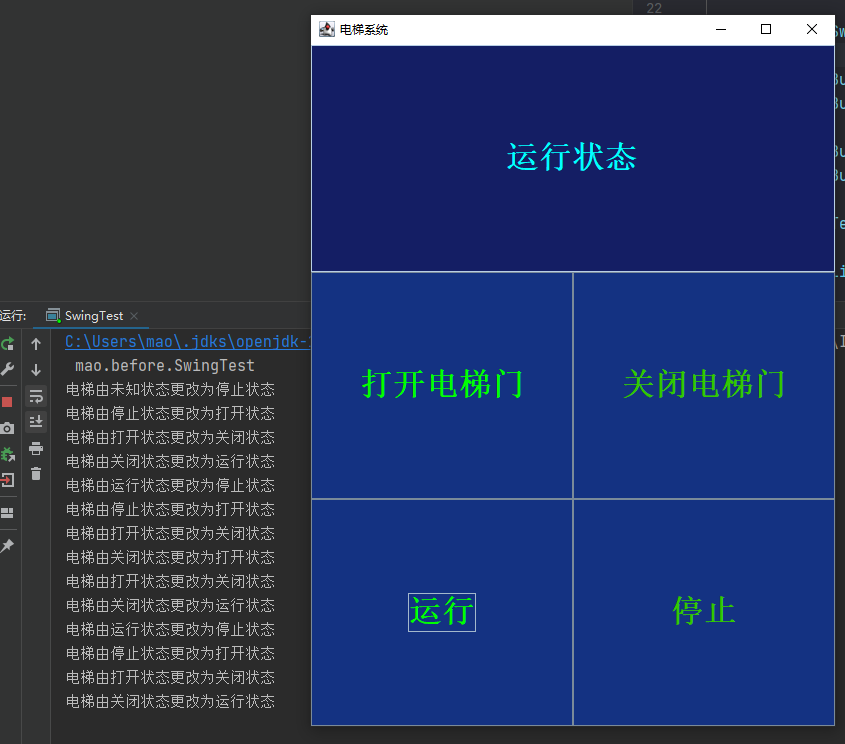 22
电梯系统
运行状态
打开电梯门
关闭电梯门
运行
停止
运行:
SwingTest
C:\Users\mao\.jdks\openjdk-
mao.before.SwingTest
电梯由未知状态更改为停止状态
电梯由停止状态更改为打开状态
电梯由打开状态更改为关闭状态
电梯由关闭状态更改为运行状态
电梯由运行状态更改为停止状态
电梯由停止状态更改为打开状态
电梯由打开状态更改为关闭状态
电梯由关闭状态更改为打开状态
电梯由打开状态更改为关闭状态
电梯由关闭状态更改为运行状态
电梯由运行状态更改为停止状态
电梯由停止状态更改为打开状态
电梯由打开状态更改为关闭状态
电梯由关闭状态更改为运行状态